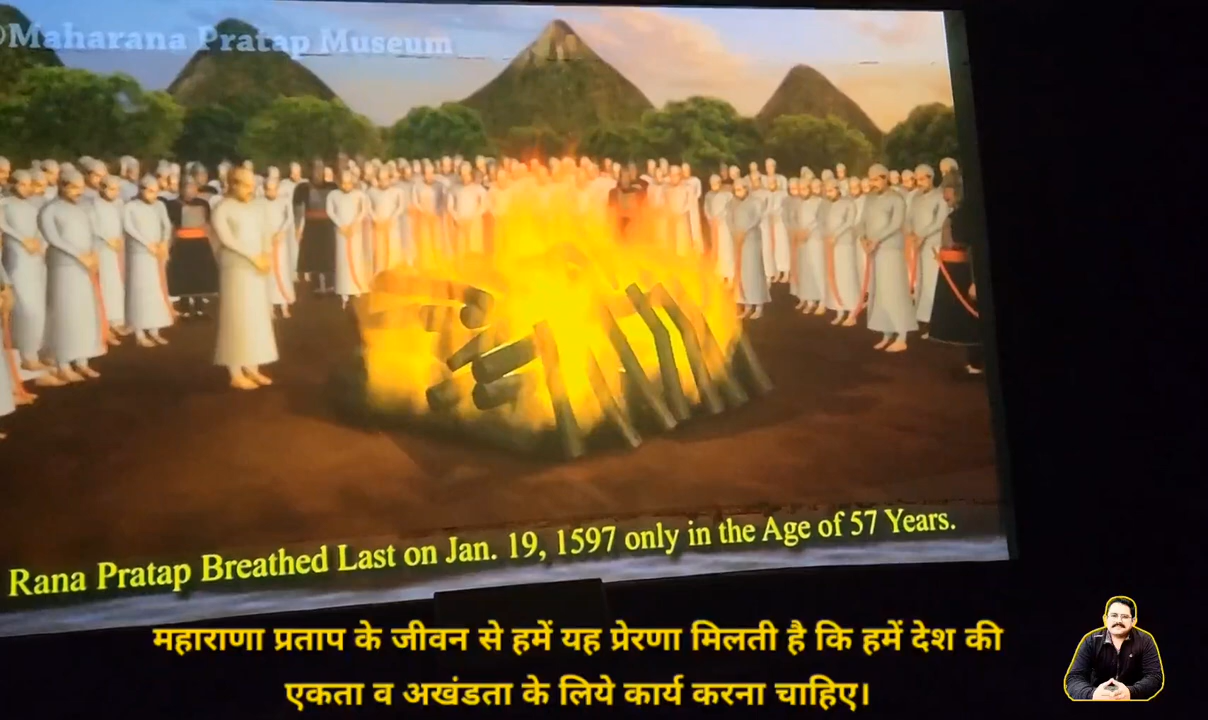 ©Maharana Pratap Museum
Rana Pratap Breathed Last on Jan. 19, 1597 only in the Age of 57 Years.
महाराणा प्रताप के जीवन से हमें यह प्रेरणा मिलती है कि हमें देश की
एकता व अखंडता के लिये कार्य करना चाहिए।